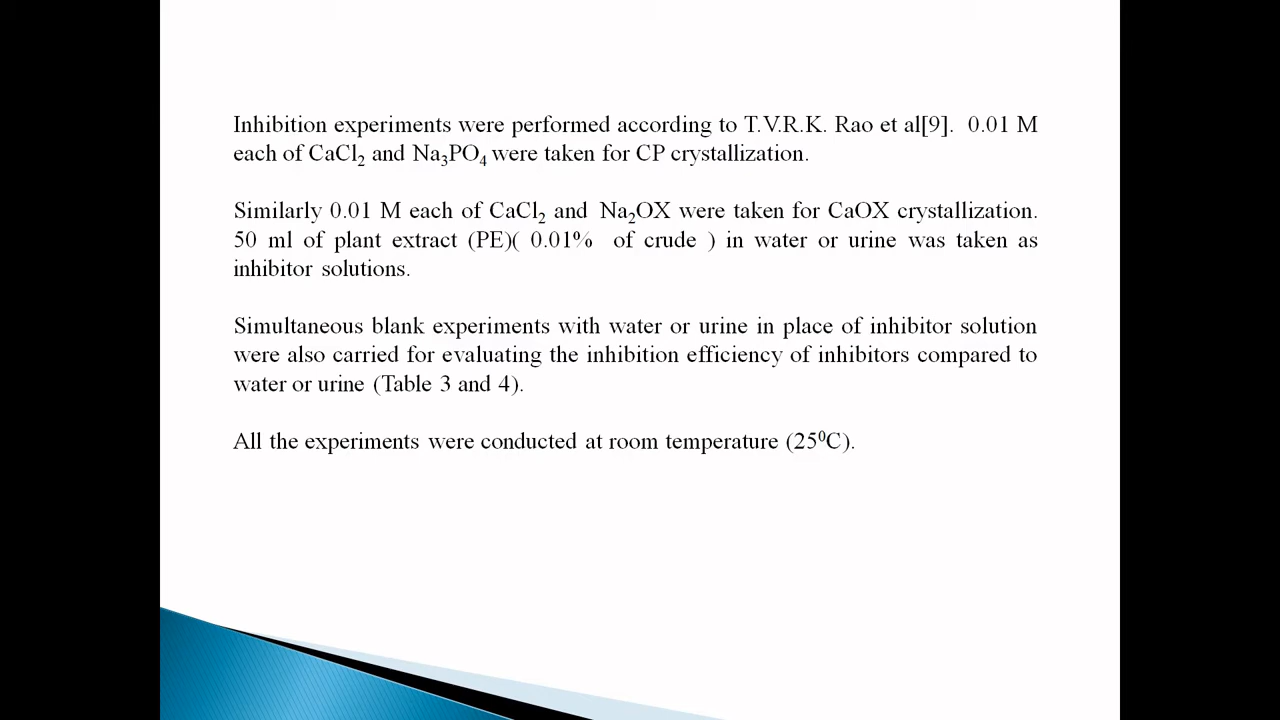 Inhibition experiments were performed according to T.V.R.K. Rao et al[9]. 0.01 M
each of CaCl₂ and Na₃PO₄ were taken for CP crystallization.
Similarly 0.01 M each of CaCl₂ and Na₂OX were taken for CaOX crystallization.
50 ml of plant extract (PE)( 0.01% of crude ) in water or urine was taken as
inhibitor solutions.
Simultaneous blank experiments with water or urine in place of inhibitor solution
were also carried for evaluating the inhibition efficiency of inhibitors compared to
water or urine (Table 3 and 4).
All the experiments were conducted at room temperature (25⁰C).